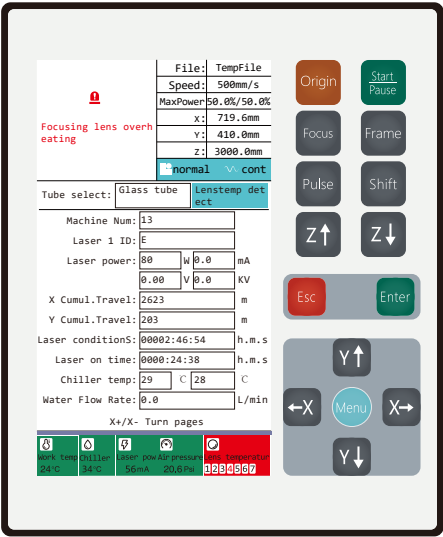 File: TempFile
Speed: 500mm/s
MaxPower 50.0%/50.0%
X: 719.6mm
Y: 410.0mm
Z: 3000.0mm
normal cont
Focusing lens overh
eating
Tube select: Glass tube Lenstemp det
ect
Machine Num: 13
Laser 1 ID: E
Laser power: 80 W 0.0 mA
0.00 V 0.0 KV
X Cumul.Travel: 2623 m
Y Cumul.Travel: 203 m
Laser conditionS: 00002:46:54 h.m.s
Laser on time: 0000:24:38 h.m.s
Chiller temp: 29 C 28 C
Water Flow Rate: 0.0 L/min
X+/X- Turn pages
Work temp Chiller Laser pow Air pressure Lens temperatur
24°C 34°C 56mA 20,6Psi 1234567
Origin
Start
Pause
Focus
Frame
Pulse
Shift
Z↑
Z↓
Esc
Enter
Y↑
←X
Menu
X→
Y↓